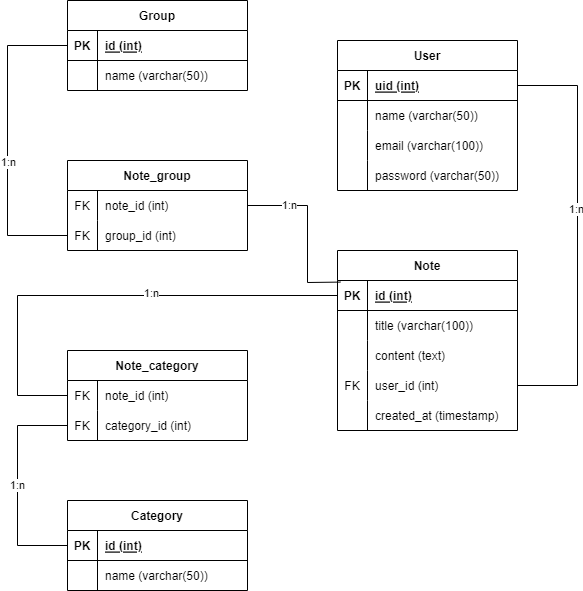 Group
PK id (int)
name (varchar(50))
User
PK uid (int)
name (varchar(50))
email (varchar(100))
password (varchar(50))
1:n
Note_group
FK note_id (int)
FK group_id (int)
1:n
1:n
Note
PK id (int)
title (varchar(100))
content (text)
FK user_id (int)
created_at (timestamp)
1:n
Note_category
FK note_id (int)
FK category_id (int)
1:n
Category
PK id (int)
name (varchar(50))